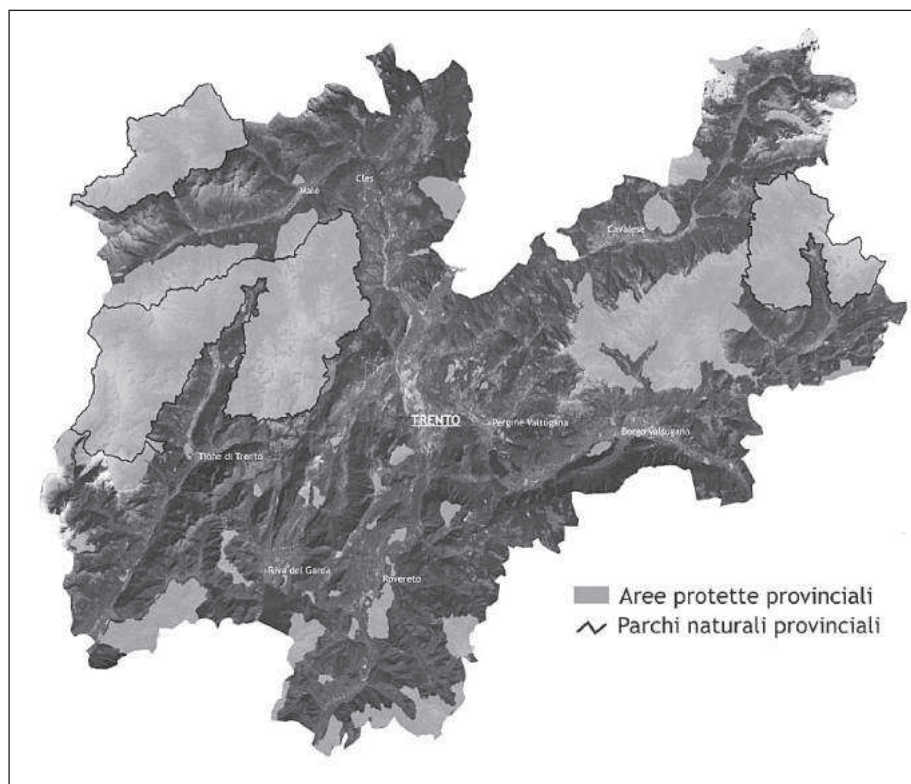 Cles
Malé
Cavalese
TRENTO
Pergine Valsugana
Borgo Valsugana
Tione di Trento
Riva del Garda
Rovereto
Aree protette provinciali
Parchi naturali provinciali